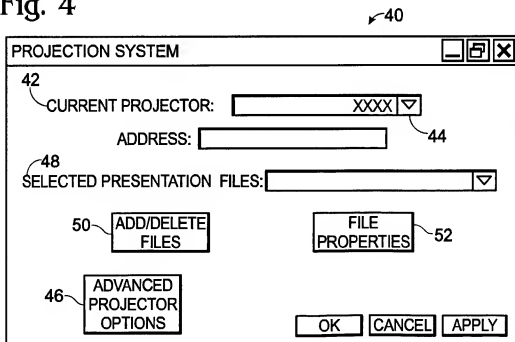 Fig. 4
40
PROJECTION SYSTEM
42
CURRENT PROJECTOR: XXXX
44
ADDRESS:
48
SELECTED PRESENTATION FILES:
50 ADD/DELETE FILES
FILE PROPERTIES 52
46 ADVANCED PROJECTOR OPTIONS
OK CANCEL APPLY